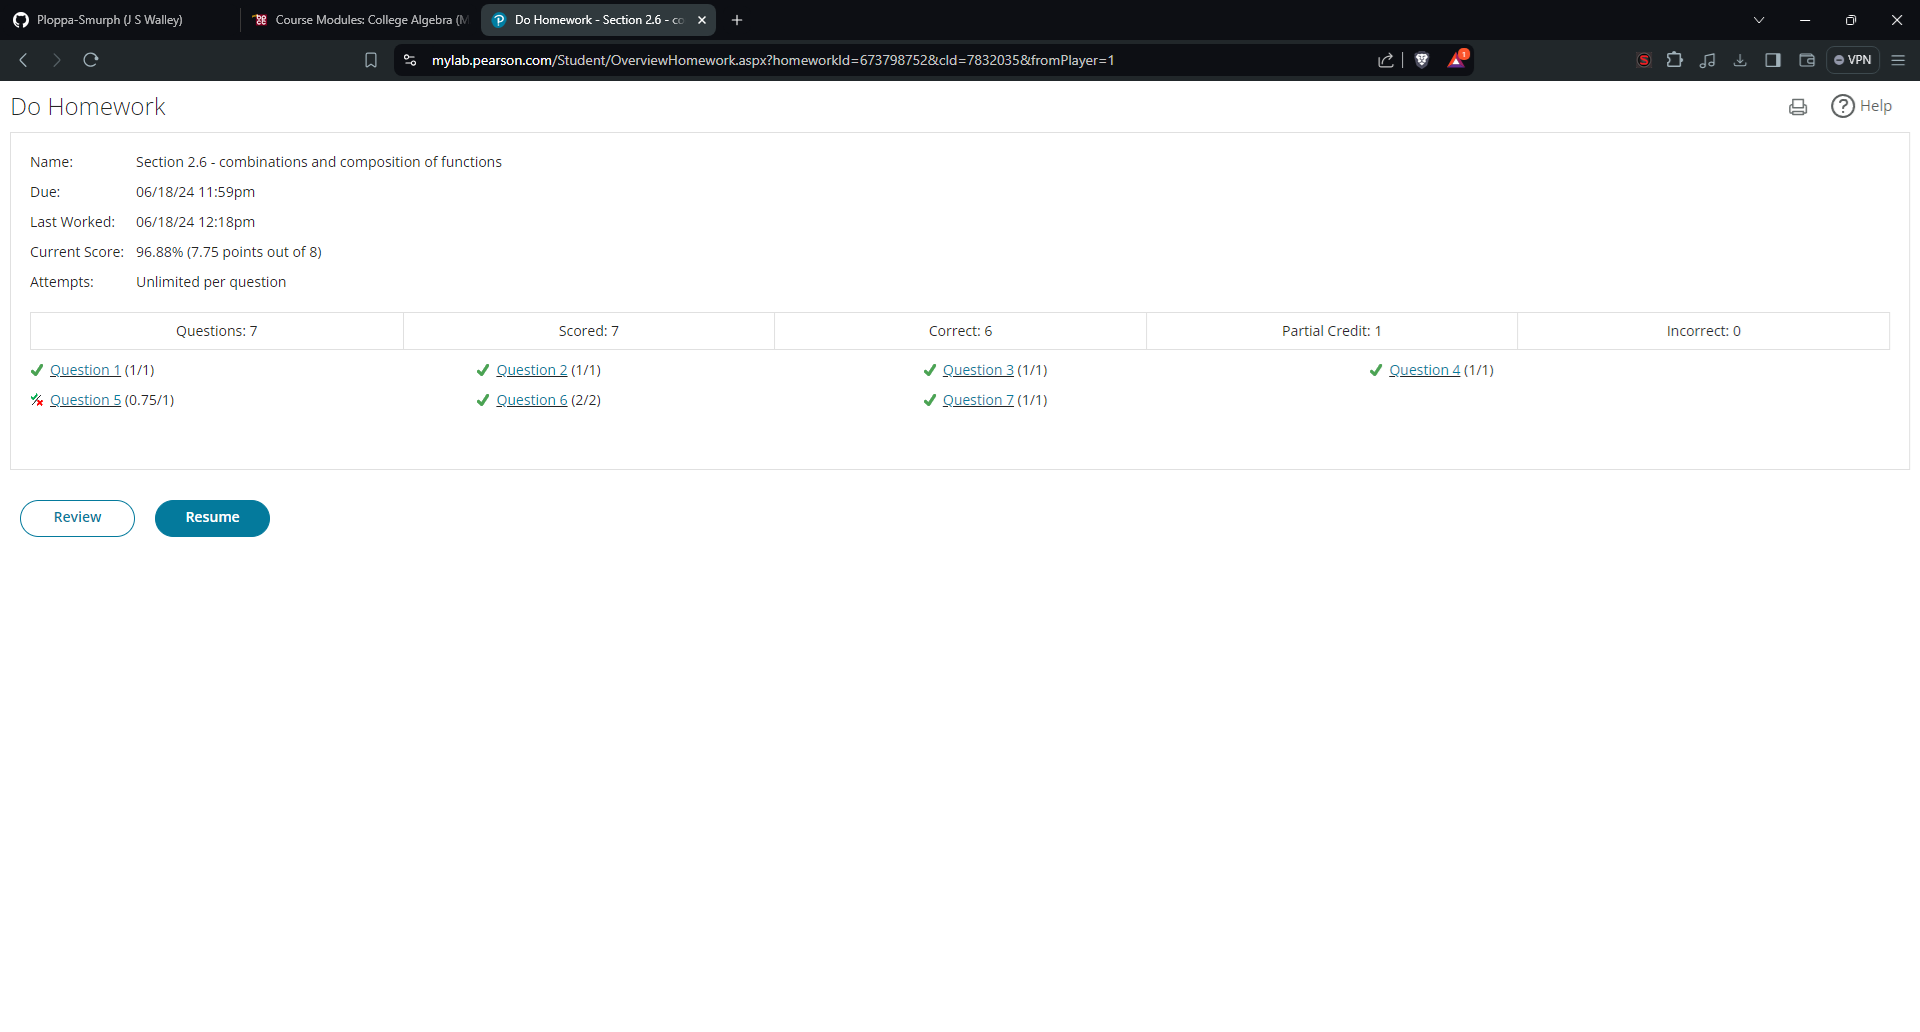 Ploppa-Smurph (J S Walley)
Course Modules: College Algebra (M
Do Homework - Section 2.6 - co
mylab.pearson.com/Student/OverviewHomework.aspx?homeworkId=673798752&cId=7832035&fromPlayer=1
1
VPN
Do Homework
Help
Name: Section 2.6 - combinations and composition of functions
Due: 06/18/24 11:59pm
Last Worked: 06/18/24 12:18pm
Current Score: 96.88% (7.75 points out of 8)
Attempts: Unlimited per question
Questions: 7 Scored: 7 Correct: 6 Partial Credit: 1 Incorrect: 0
Question 1 (1/1) Question 2 (1/1) Question 3 (1/1) Question 4 (1/1)
Question 5 (0.75/1) Question 6 (2/2) Question 7 (1/1)
Review Resume